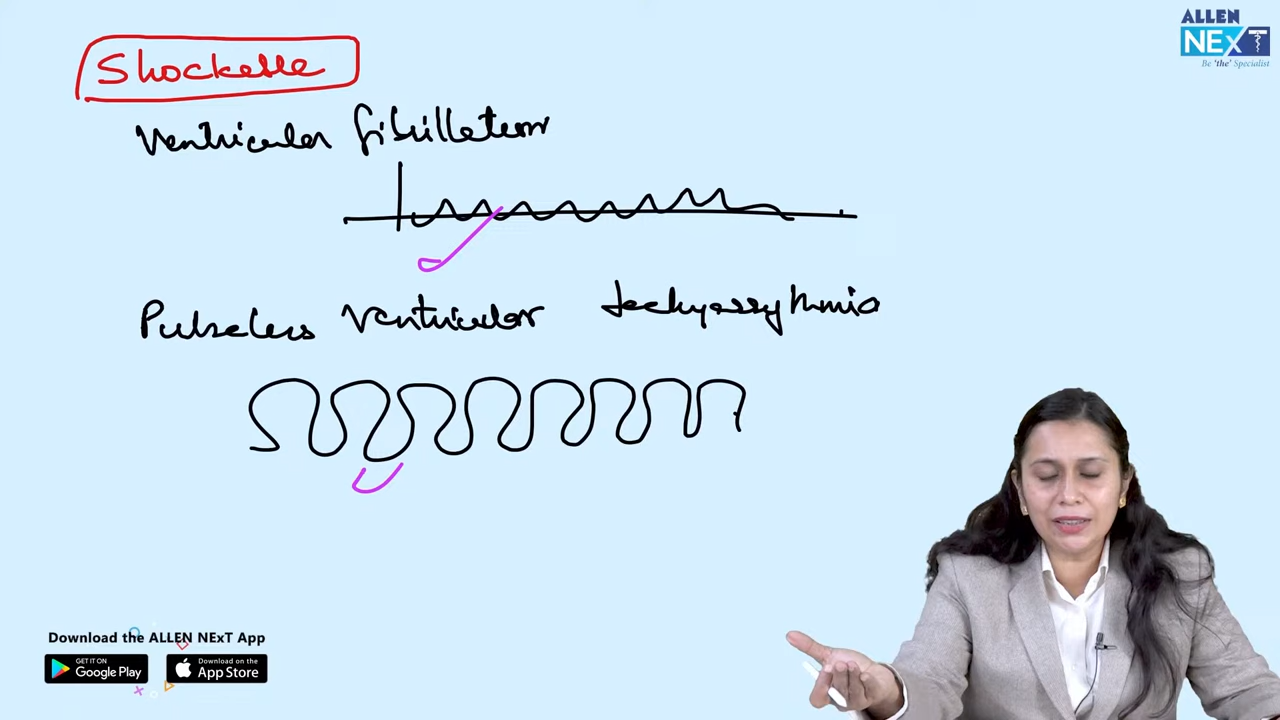 ALLEN
NExT
Be 'the' Specialist
Shockable
Ventricular fibrillation
Pulseless Ventricular tachyarrythmia
Download the ALLEN NExT App
GET IT ON
Google Play
Download on the
App Store